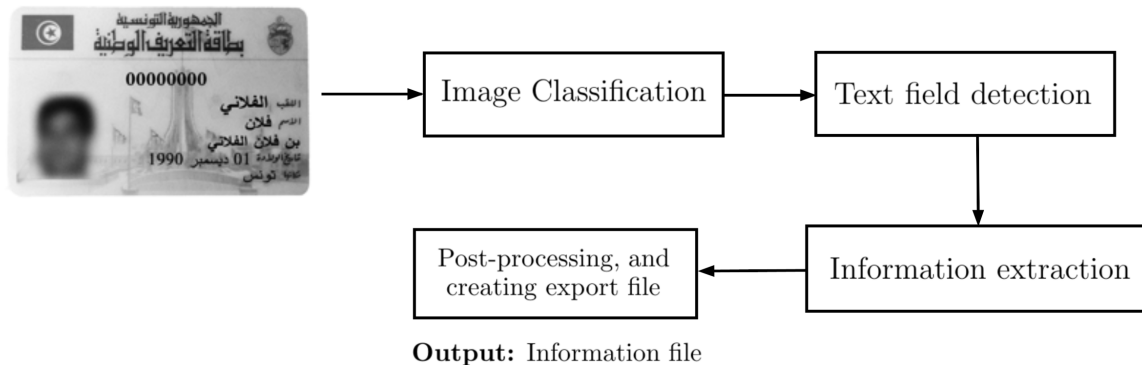 الجمهورية التونسية
بطاقة التعريف الوطنية
00000000
اللقب الفلاني
الاسم فلان
بن فلان الفلاني
تاريخ الولادة 01 ديسمبر 1990
مكانها تونس
Image Classification
Text field detection
Information extraction
Post-processing, and
creating export file
Output: Information file